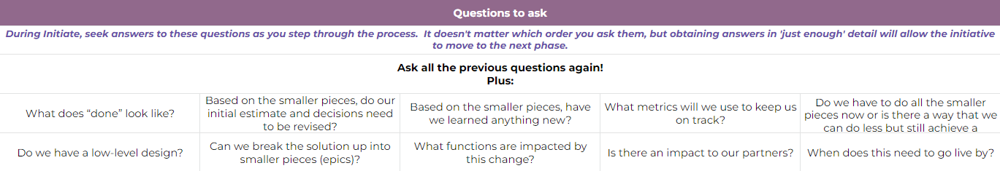 Questions to ask
During Initiate, seek answers to these questions as you step through the process. It doesn't matter which order you ask them, but obtaining answers in 'just enough' detail will allow the initiative
to move to the next phase.
Ask all the previous questions again!
Plus:
What does “done” look like?
Based on the smaller pieces, do our
initial estimate and decisions need
to be revised?
Based on the smaller pieces, have
we learned anything new?
What metrics will we use to keep us
on track?
Do we have to do all the smaller
pieces now or is there a way that we
can do less but still achieve a
Do we have a low-level design?
Can we break the solution up into
smaller pieces (epics)?
What functions are impacted by
this change?
Is there an impact to our partners?
When does this need to go live by?